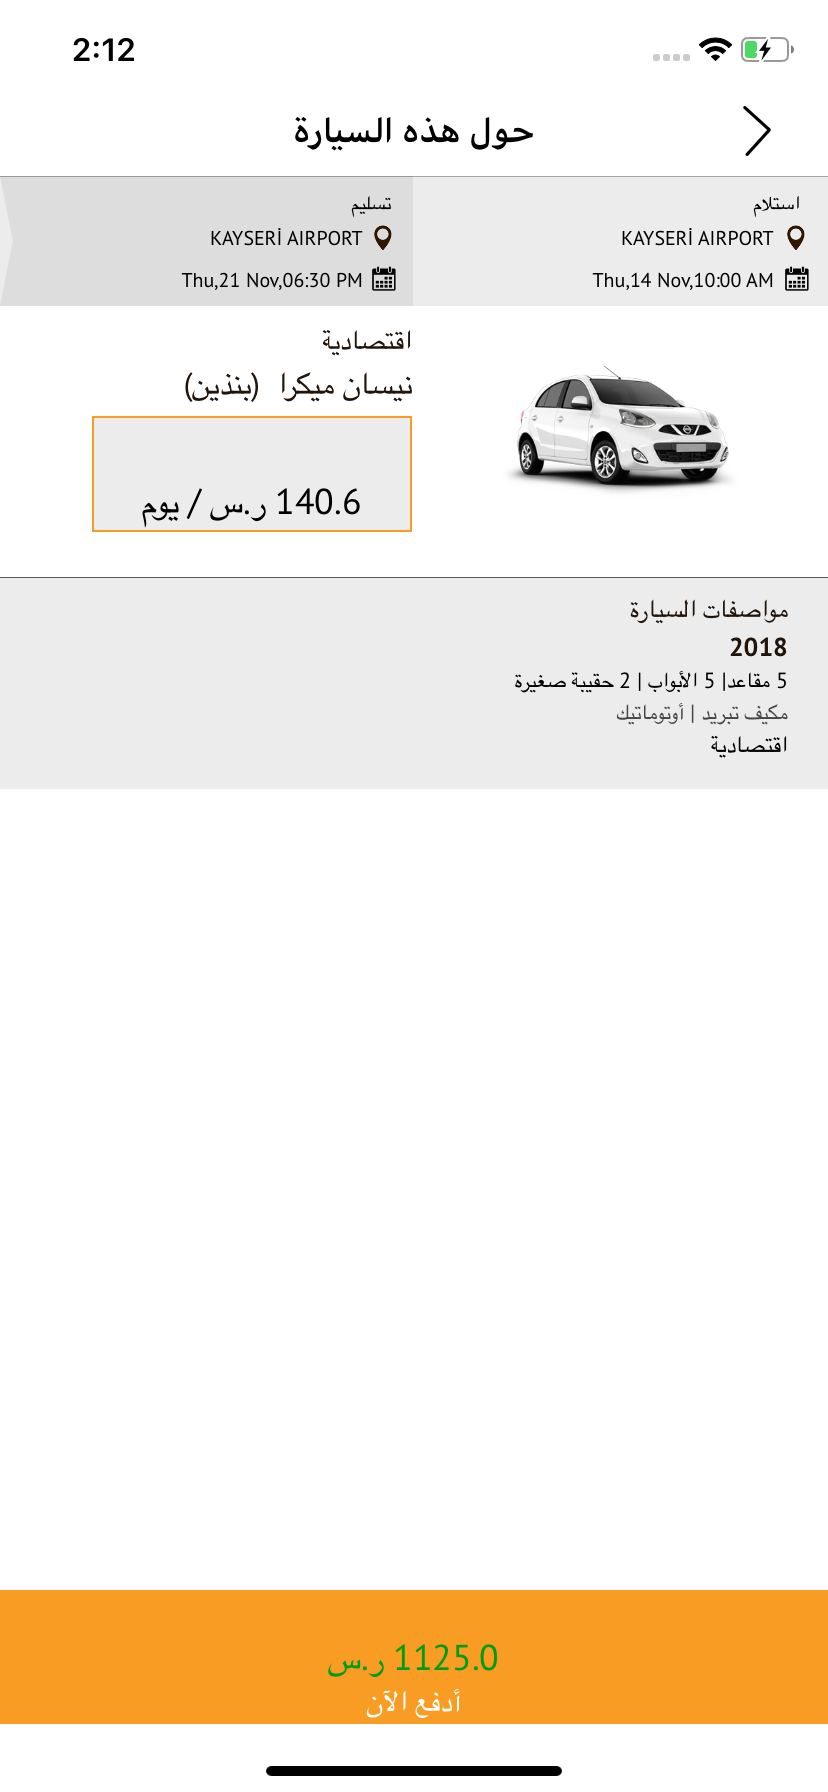 2:12
حول هذه السيارة
استلام
KAYSERİ AIRPORT
Thu,14 Nov,10:00 AM
تسليم
KAYSERİ AIRPORT
Thu,21 Nov,06:30 PM
اقتصادية
نيسان ميكرا (بنذين)
140.6 ر.س / يوم
مواصفات السيارة
2018
5 مقاعد| 5 الأبواب | 2 حقيبة صغيرة
مكيف تبريد | أوتوماتيك
اقتصادية
1125.0 ر.س
أدفع الآن